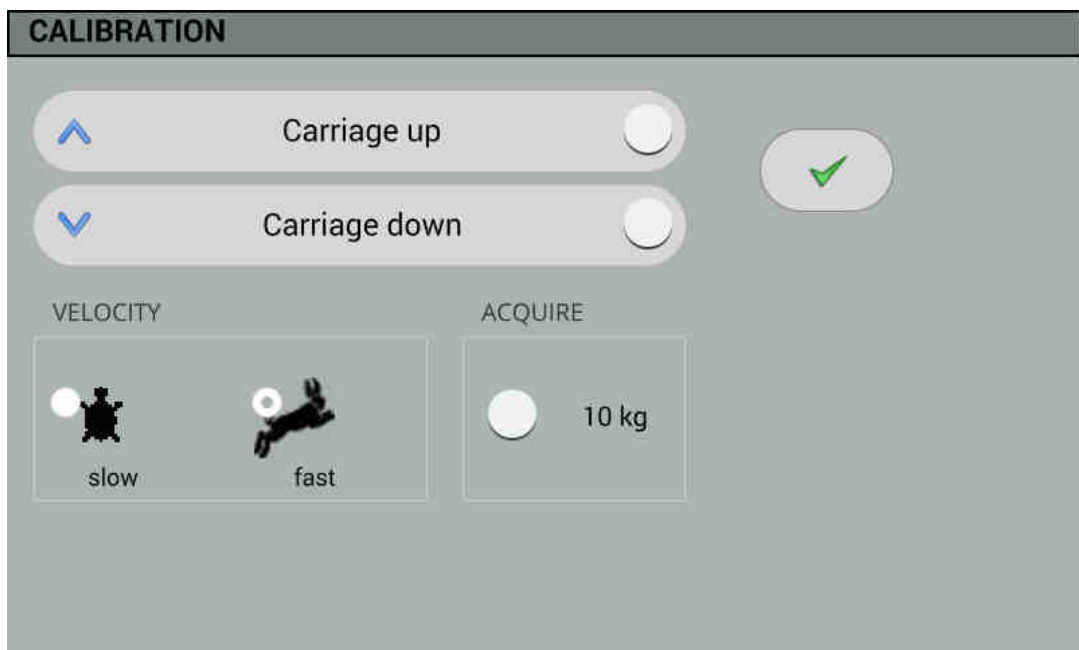 CALIBRATION
Carriage up
Carriage down
VELOCITY
slow
fast
ACQUIRE
10 kg